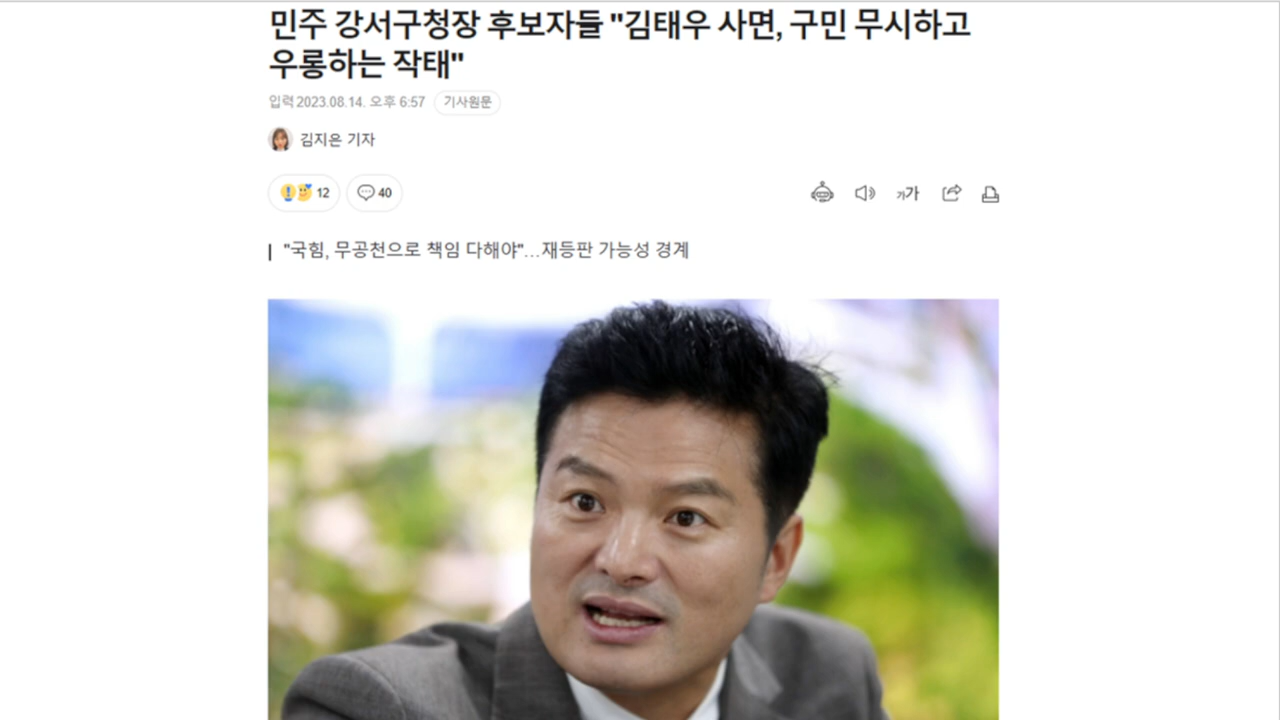 민주 강서구청장 후보자들 "김태우 사면, 구민 무시하고
우롱하는 작태"
입력 2023.08.14. 오후 6:57 기사원문
김지은 기자
12 40
가가
"국힘, 무공천으로 책임 다해야"…재등판 가능성 경계